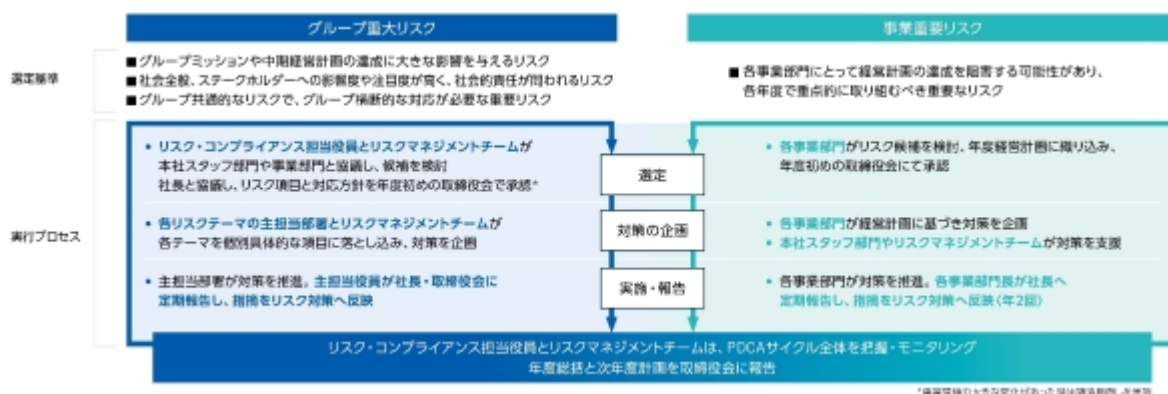 グループ重大リスク
事業重要リスク
選定基準
■グループミッションや中期経営計画の達成に大きな影響を与えるリスク
■社会全般、ステークホルダーへの影響度や注目度が高く、社会的責任が問われるリスク
■グループ共通的なリスクで、グループ横断的な対応が必要な重要リスク
■各事業部門にとって経営計画の達成を阻害する可能性があり、
各年度で重点的に取り組むべき重要なリスク
実行プロセス
• リスク・コンプライアンス担当役員とリスクマネジメントチームが
本社スタッフ部門や事業部門と協議し、候補を検討
社長と協議し、リスク項目と対応方針を年度初めの取締役会で承認*
選定
• 各事業部門がリスク候補を検討、年度経営計画に織り込み、
年度初めの取締役会にて承認
• 各リスクテーマの主担当部署とリスクマネジメントチームが
各テーマを個別具体的な項目に落とし込み、対策を企画
対策の企画
• 各事業部門が経営計画に基づき対策を企画
• 本社スタッフ部門やリスクマネジメントチームが対策を支援
• 主担当部署が対策を推進。主担当役員が社長・取締役会に
定期報告し、指摘をリスク対策へ反映
実施・報告
• 各事業部門が対策を推進。各事業部門長が社長へ
定期報告し、指摘をリスク対策へ反映(年2回)
リスク・コンプライアンス担当役員とリスクマネジメントチームは、PDCAサイクル全体を把握・モニタリング
年度総括と次年度計画を取締役会に報告